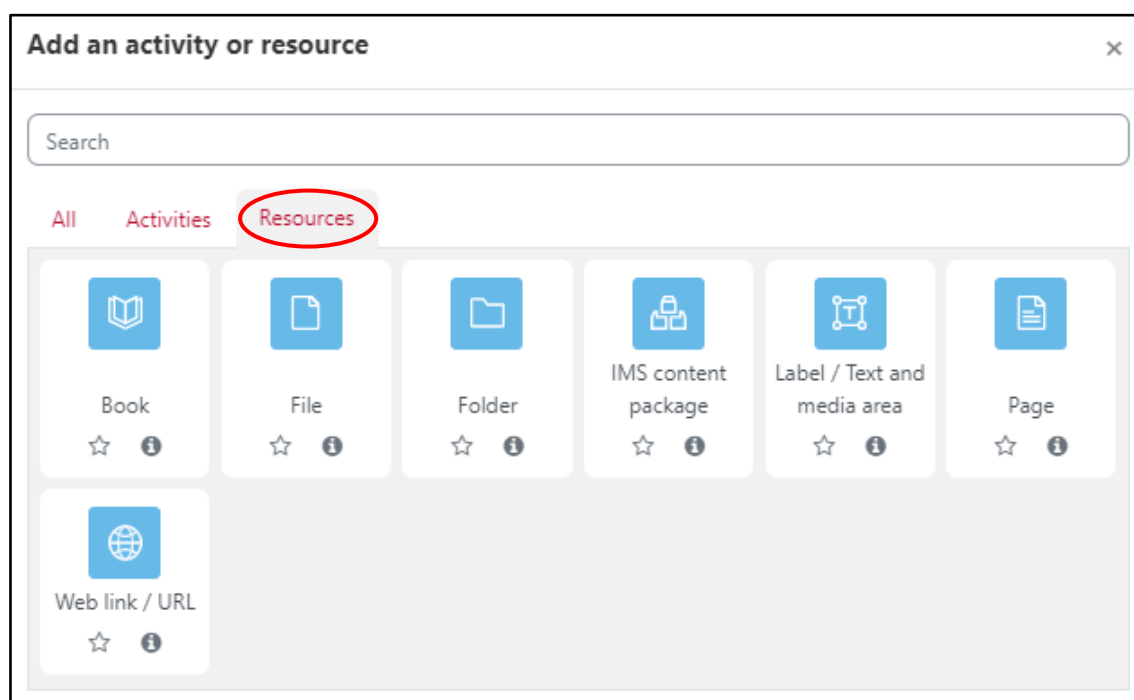 Add an activity or resource
Search
All Activities Resources
Book
File
Folder
IMS content
package
Label / Text and
media area
Page
Web link / URL